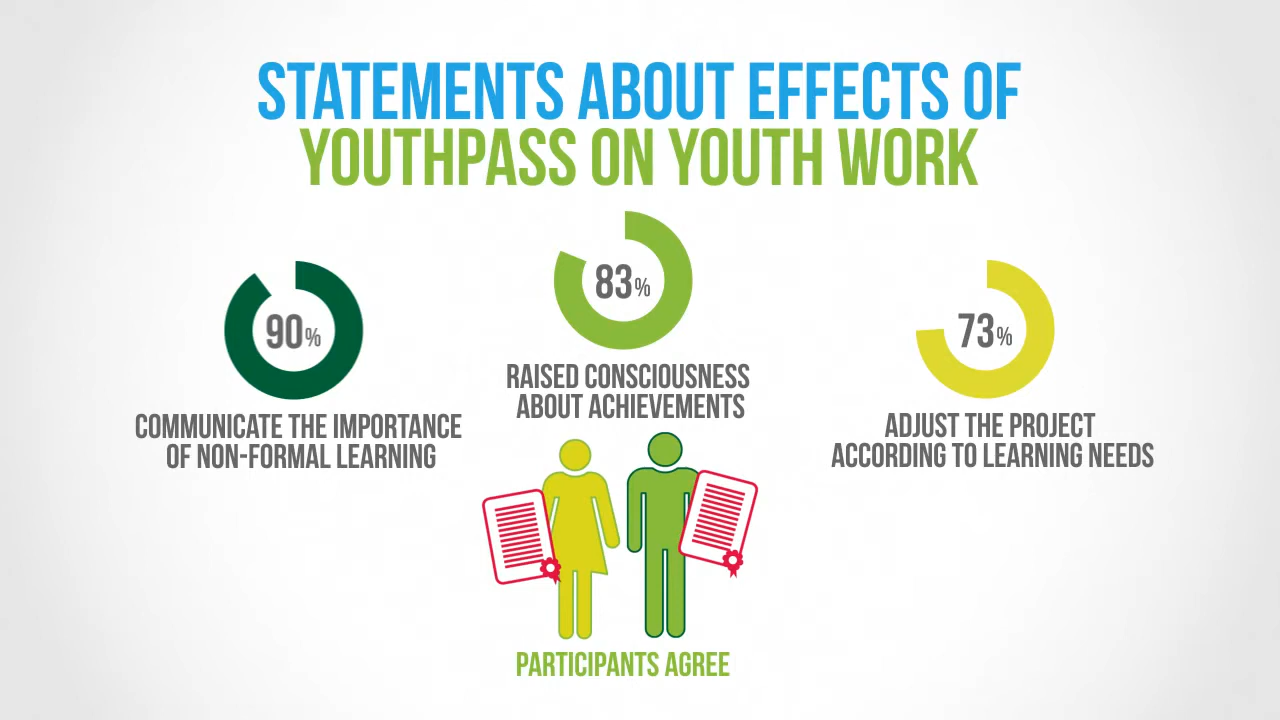 STATEMENTS ABOUT EFFECTS OF
YOUTHPASS ON YOUTH WORK
90%
COMMUNICATE THE IMPORTANCE
OF NON-FORMAL LEARNING
83%
RAISED CONSCIOUSNESS
ABOUT ACHIEVEMENTS
73%
ADJUST THE PROJECT
ACCORDING TO LEARNING NEEDS
PARTICIPANTS AGREE